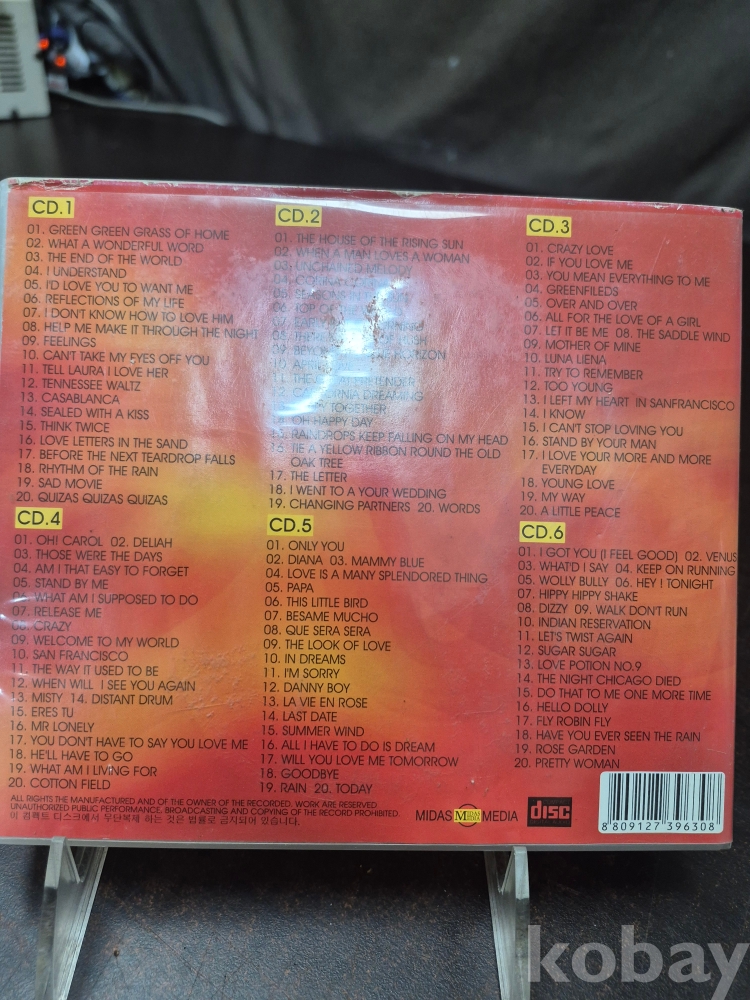 CD.1
01. GREEN GREEN GRASS OF HOME
02. WHAT A WONDERFUL WORD
03. THE END OF THE WORLD
04. I UNDERSTAND
05. I'D LOVE YOU TO WANT ME
06. REFLECTIONS OF MY LIFE
07. I DON'T KNOW HOW TO LOVE HIM
08. HELP ME MAKE IT THROUGH THE NIGHT
09. FEELINGS
10. CAN'T TAKE MY EYES OFF YOU
11. TELL LAURA I LOVE HER
12. TENNESSEE WALTZ
13. CASABLANCA
14. SEALED WITH A KISS
15. THINK TWICE
16. LOVE LETTERS IN THE SAND
17. BEFORE THE NEXT TEARDROP FALLS
18. RHYTHM OF THE RAIN
19. SAD MOVIE
20. QUIZAS QUIZAS QUIZAS
CD.2
01. THE HOUSE OF THE RISING SUN
02. WHEN A MAN LOVES A WOMAN
03. UNCHAINED MELODY
04.
05.
06. TOP OF
07.
08.
09.
10.
11.
12. CALIFORNIA DREAMING
TOGETHER
14. OH HAPPY DAY
15. RAINDROPS KEEP FALLING ON MY HEAD
16. TIE A YELLOW RIBBON ROUND THE OLD
OAK TREE
17. THE LETTER
18. I WENT TO A YOUR WEDDING
19. CHANGING PARTNERS 20. WORDS
CD.3
01. CRAZY LOVE
02. IF YOU LOVE ME
03. YOU MEAN EVERYTHING TO ME
04. GREENFILEDS
05. OVER AND OVER
06. ALL FOR THE LOVE OF A GIRL
07. LET IT BE ME 08. THE SADDLE WIND
09. MOTHER OF MINE
10. LUNA LIENA
11. TRY TO REMEMBER
12. TOO YOUNG
13. I LEFT MY HEART IN SANFRANCISCO
14. I KNOW
15. I CAN'T STOP LOVING YOU
16. STAND BY YOUR MAN
17. I LOVE YOUR MORE AND MORE
EVERYDAY
18. YOUNG LOVE
19. MY WAY
20. A LITTLE PEACE
CD.4
01. OH! CAROL 02. DELIAH
03. THOSE WERE THE DAYS
04. AM I THAT EASY TO FORGET
05. STAND BY ME
06. WHAT AM I SUPPOSED TO DO
07. RELEASE ME
08. CRAZY
09. WELCOME TO MY WORLD
10. SAN FRANCISCO
11. THE WAY IT USED TO BE
12. WHEN WILL I SEE YOU AGAIN
13. MISTY 14. DISTANT DRUM
15. ERES TU
16. MR LONELY
17. YOU DON'T HAVE TO SAY YOU LOVE ME
18. HE'LL HAVE TO GO
19. WHAT AM I LIVING FOR
20. COTTON FIELD
CD.5
01. ONLY YOU
02. DIANA 03. MAMMY BLUE
04. LOVE IS A MANY SPLENDORED THING
05. PAPA
06. THIS LITTLE BIRD
07. BESAME MUCHO
08. QUE SERA SERA
09. THE LOOK OF LOVE
10. IN DREAMS
11. I'M SORRY
12. DANNY BOY
13. LA VIE EN ROSE
14. LAST DATE
15. SUMMER WIND
16. ALL I HAVE TO DO IS DREAM
17. WILL YOU LOVE ME TOMORROW
18. GOODBYE
19. RAIN 20. TODAY
CD.6
01. I GOT YOU (I FEEL GOOD) 02. VENUS
03. WHAT'D I SAY 04. KEEP ON RUNNING
05. WOLLY BULLY 06. HEY ! TONIGHT
07. HIPPY HIPPY SHAKE
08. DIZZY 09. WALK DON'T RUN
10. INDIAN RESERVATION
11. LET'S TWIST AGAIN
12. SUGAR SUGAR
13. LOVE POTION NO.9
14. THE NIGHT CHICAGO DIED
15. DO THAT TO ME ONE MORE TIME
16. HELLO DOLLY
17. FLY ROBIN FLY
18. HAVE YOU EVER SEEN THE RAIN
19. ROSE GARDEN
20. PRETTY WOMAN
ALL RIGHTS THE MANUFACTURED AND OF THE OWNER OF THE RECORDED. WORK ARE RESERVED
UNAUTHORIZED PUBLIC PERFORMANCE. BROADCASTING AND COPYING OF THE RECORD PROHIBITED.
이 컴팩트 디스크에서 무단복제 하는 것은 법률로 금지되어 있습니다.
MIDAS MEDIA
disc
8 809127 396308
kobay